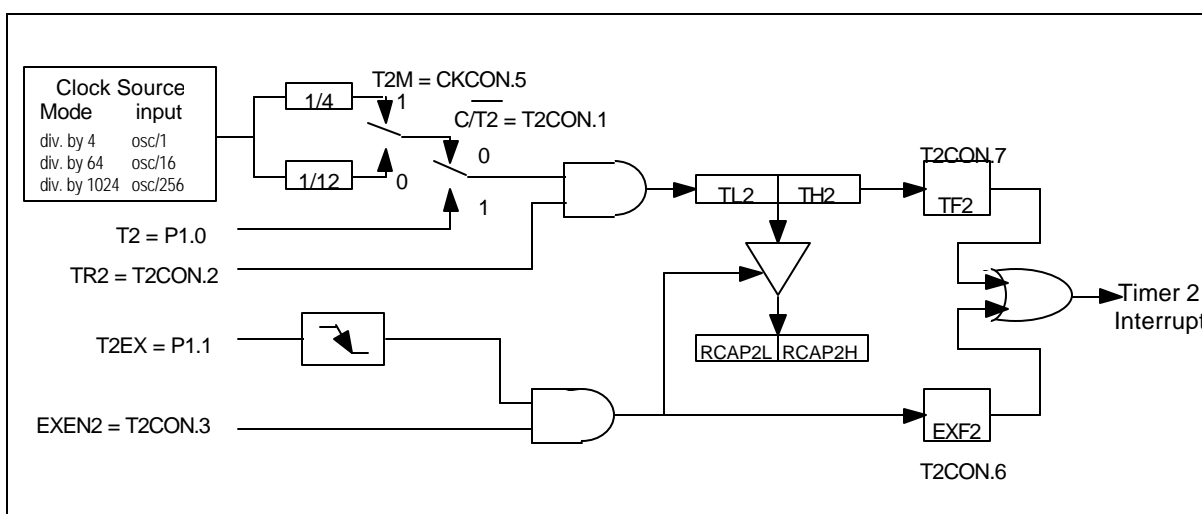 Clock Source
Mode input
div. by 4 osc/1
div. by 64 osc/16
div. by 1024 osc/256
1/4
1/12
T2M = CKCON.5
1
0
C/T2 = T2CON.1
0
1
T2 = P1.0
TR2 = T2CON.2
TL2 TH2
T2CON.7
TF2
Timer 2
Interrupt
T2EX = P1.1
RCAP2L RCAP2H
EXEN2 = T2CON.3
EXF2
T2CON.6